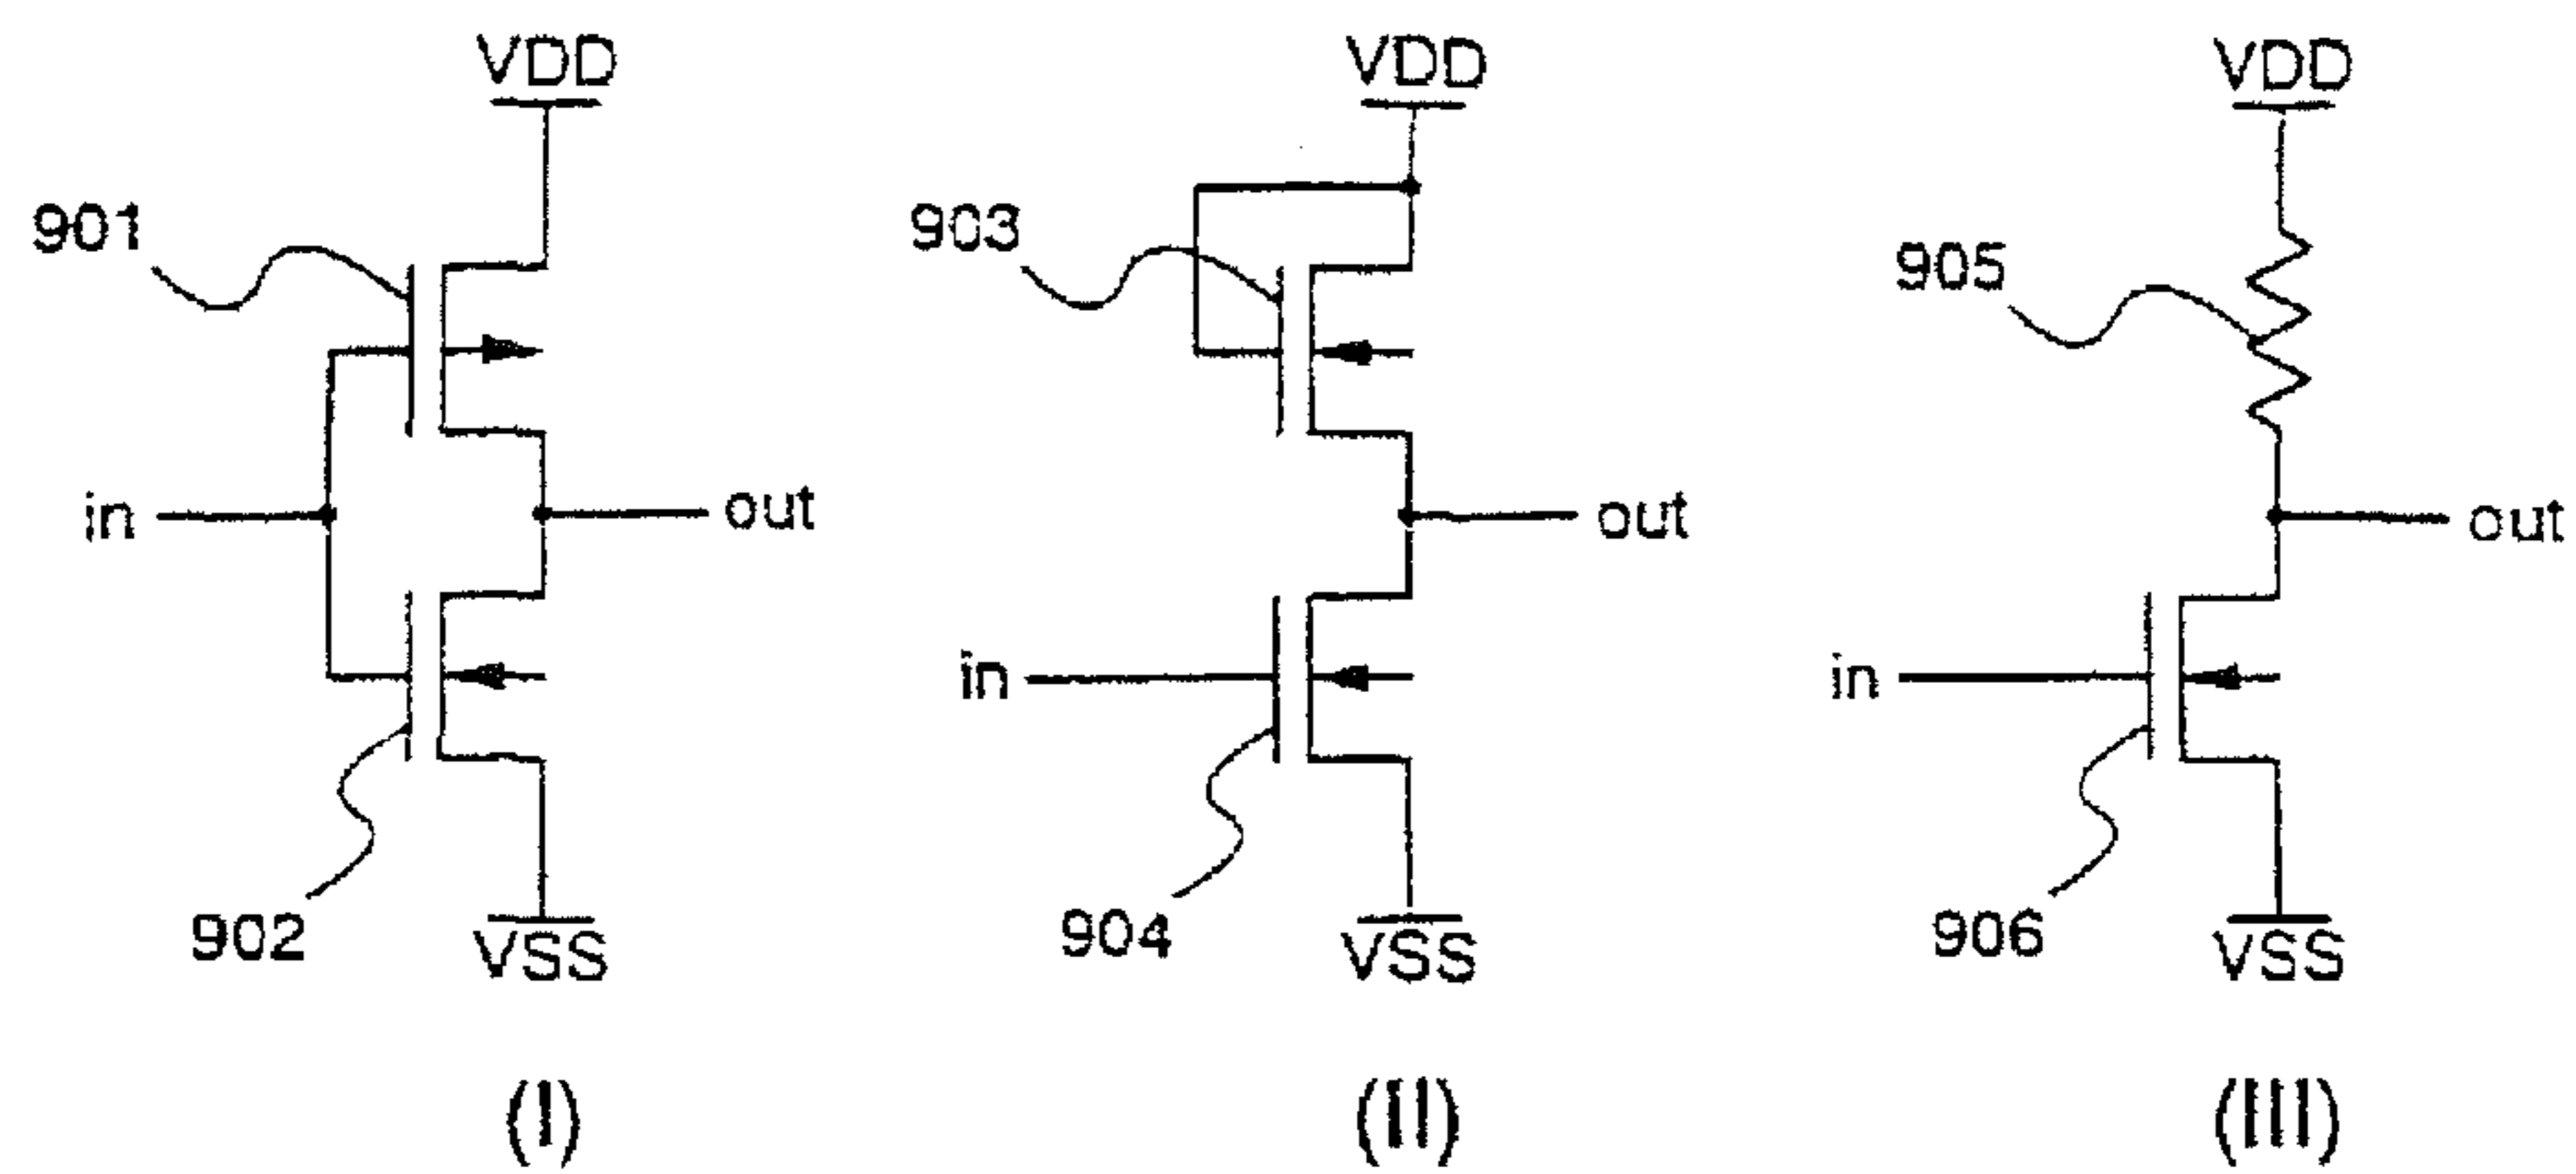 VDD VDD VDD
901 903 905
in out out out
in in
902 904 906
VSS VSS VSS
(I) (II) (III)